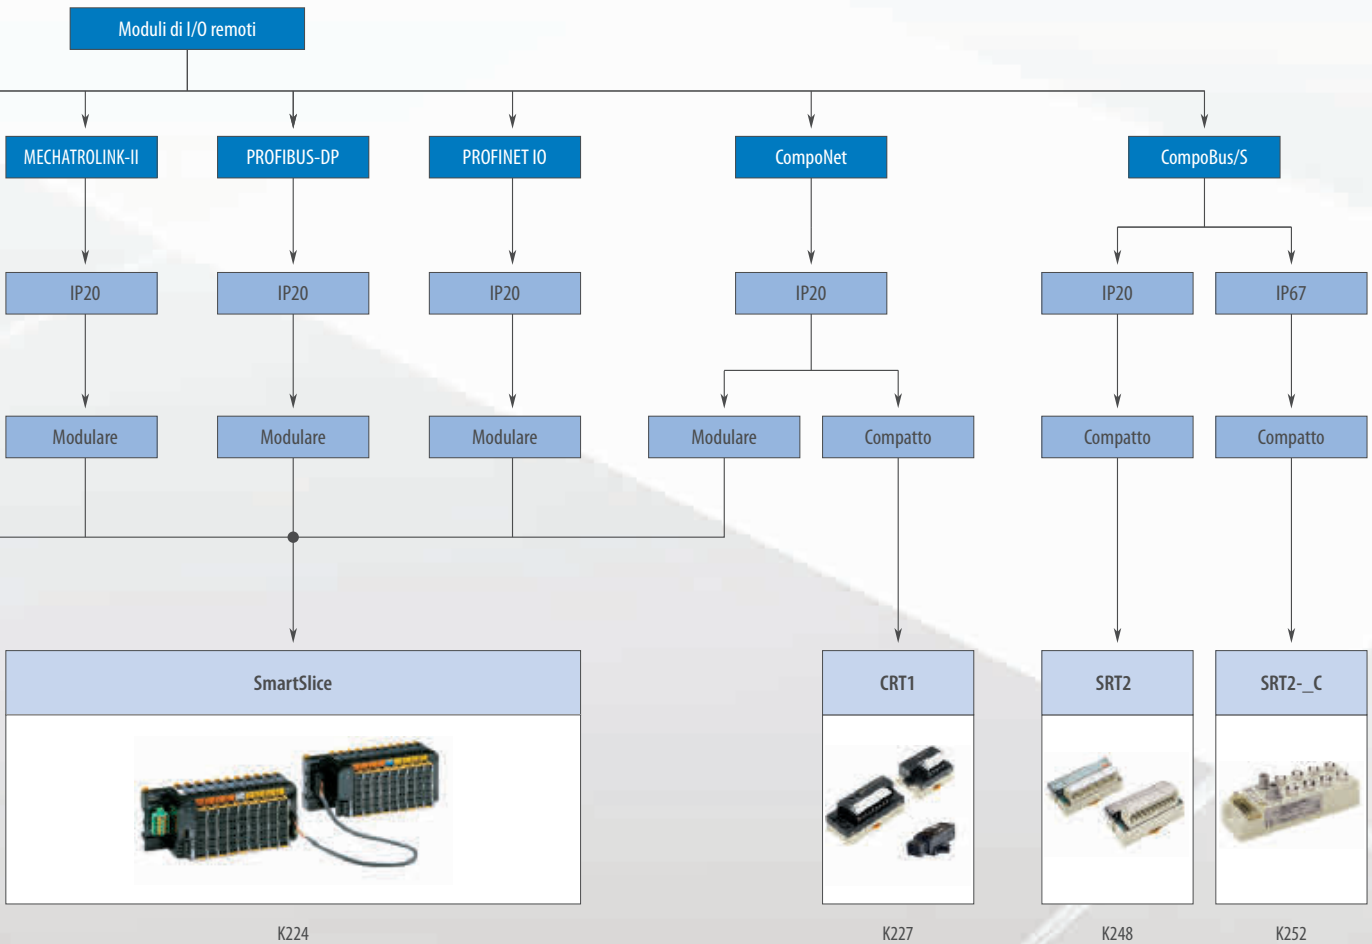 Moduli di I/O remoti
MECHATROLINK-II
PROFIBUS-DP
PROFINET IO
CompoNet
CompoBus/S
IP20
IP20
IP20
IP20
IP20
IP67
Modulare
Modulare
Modulare
Modulare
Compatto
Compatto
Compatto
SmartSlice
CRT1
SRT2
SRT2-_C
K224
K227
K248
K252